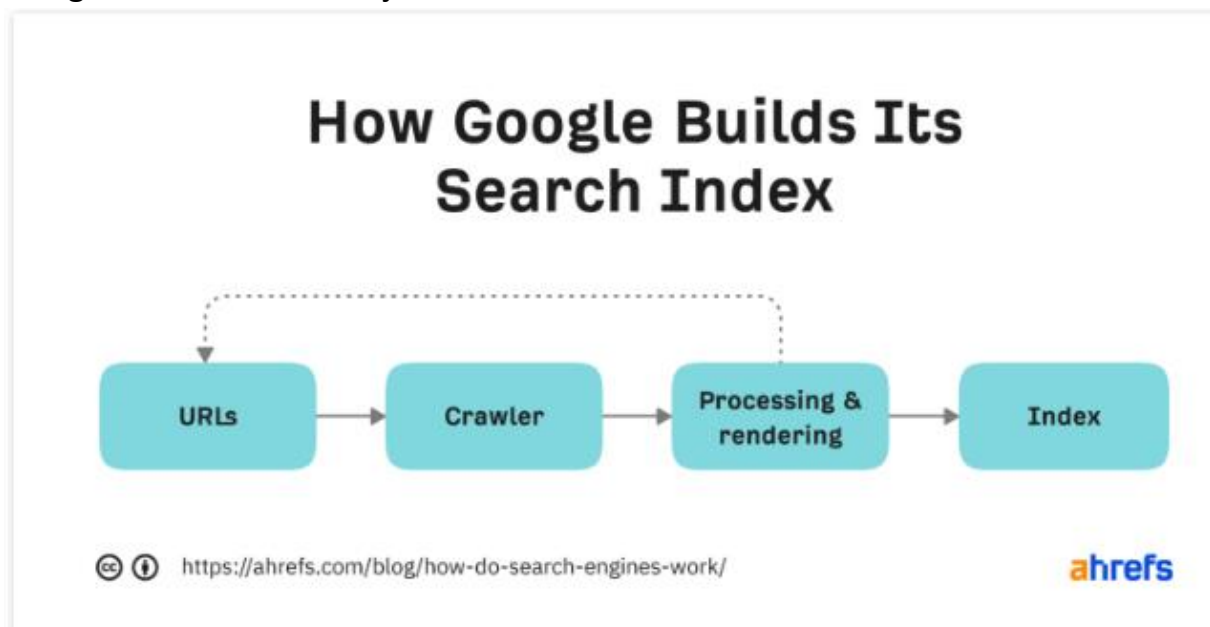 How Google Builds Its
Search Index
URLs
Crawler
Processing &
rendering
Index
https://ahrefs.com/blog/how-do-search-engines-work/
ahrefs